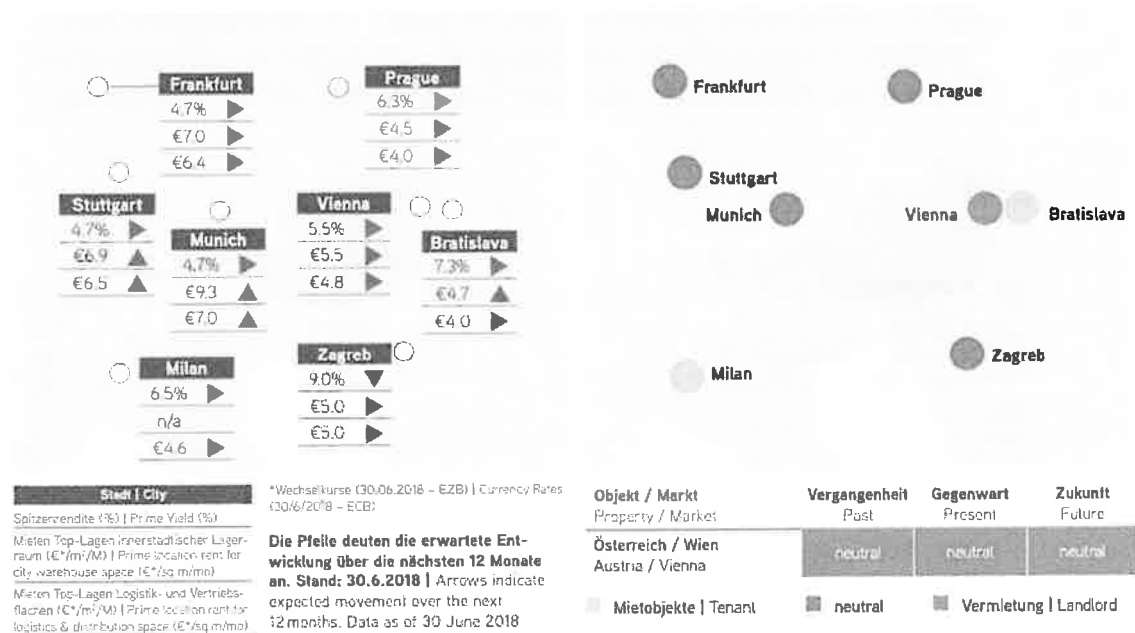 Frankfurt
4.7%
€7.0
€6.4
Prague
6.3%
€4.5
€4.0
Stuttgart
4.7%
€6.9
€6.5
Munich
4.7%
€9.3
€7.0
Vienna
5.5%
€5.5
€4.8
Bratislava
7.3%
€4.7
€4.0
Milan
6.5%
n/a
€4.6
Zagreb
9.0%
€5.0
€5.0
Frankfurt
Prague
Stuttgart
Munich
Vienna
Bratislava
Zagreb
Milan
Stadt | City
Spitzenrendite (%) | Prime Yield (%)
Mieten Top-Lagen innerstädtischer Lager-
raum (€*/m²/M) | Prime location rent for
city warehouse space (€*/sq m/mo)
Mieten Top-Lagen Logistik- und Vertriebs-
flächen (€*/m²/M) | Prime location rent for
logistics & distribution space (€*/sq m/mo)
*Wechselkurse (30.06.2018 – EZB) | Currency Rates
(30/6/2018 – ECB)
Die Pfeile deuten die erwartete Ent-
wicklung über die nächsten 12 Monate
an. Stand: 30.6.2018 | Arrows indicate
expected movement over the next
12 months. Data as of 30 June 2018
Objekt / Markt Vergangenheit Gegenwart Zukunft
Property / Market Past Present Future
Österreich / Wien
Austria / Vienna
neutral neutral neutral
Mietobjekte | Tenant neutral Vermietung | Landlord